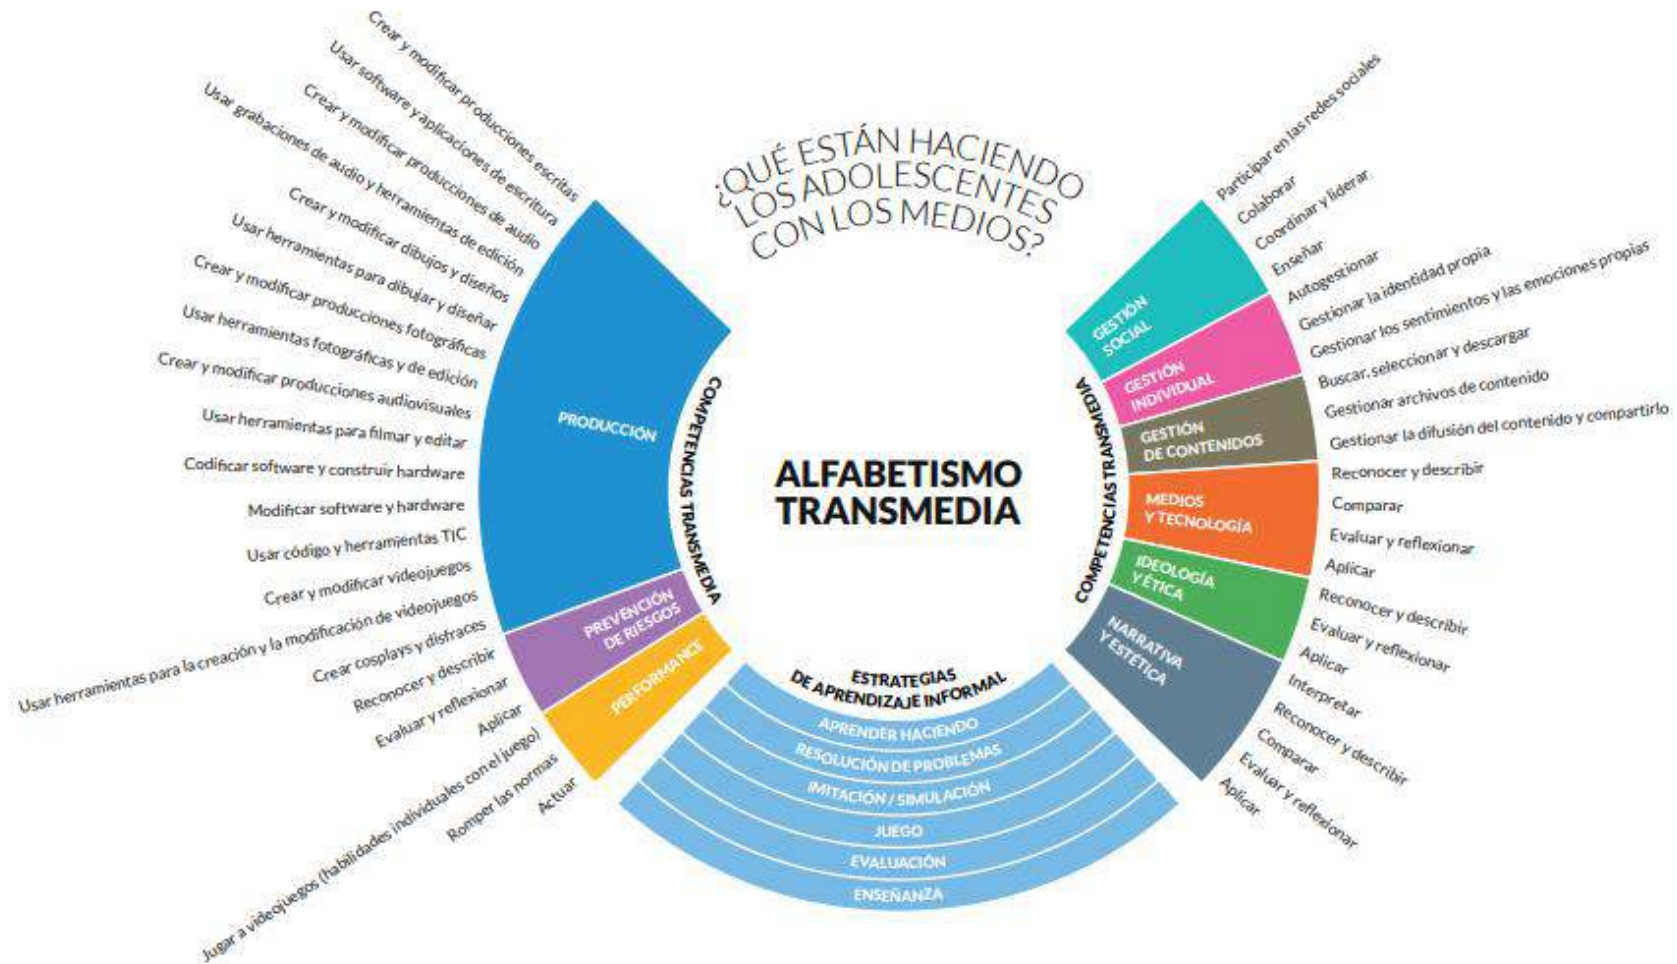 ¿QUÉ ESTÁN HACIENDO
LOS ADOLESCENTES
CON LOS MEDIOS?
ALFABETISMO
TRANSMEDIA
COMPETENCIAS TRANSMEDIA
PRODUCCIÓN
Crear y modificar producciones escritas
Usar software y aplicaciones de escritura
Crear y modificar producciones de audio
Usar grabaciones de audio y herramientas de edición
Crear y modificar dibujos y diseños
Usar herramientas para dibujar y diseñar
Crear y modificar producciones fotográficas
Usar herramientas fotográficas y de edición
Crear y modificar producciones audiovisuales
Usar herramientas para filmar y editar
Codificar software y construir hardware
Modificar software y hardware
Usar código y herramientas TIC
Crear y modificar videojuegos
Usar herramientas para la creación y la modificación de videojuegos
Crear cosplays y disfraces
PREVENCIÓN
DE RIESGOS
Reconocer y describir
Evaluar y reflexionar
Aplicar
PERFORMANCE
Jugar a videojuegos (habilidades individuales con el juego)
Romper las normas
Actuar
COMPETENCIAS TRANSMEDIA
GESTIÓN
SOCIAL
Participar en las redes sociales
Colaborar
Coordinar y liderar
Enseñar
GESTIÓN
INDIVIDUAL
Autogestionar
Gestionar la identidad propia
Gestionar los sentimientos y las emociones propias
GESTIÓN
DE CONTENIDOS
Buscar, seleccionar y descargar
Gestionar archivos de contenido
Gestionar la difusión del contenido y compartirlo
MEDIOS
Y TECNOLOGÍA
Reconocer y describir
Comparar
Evaluar y reflexionar
Aplicar
IDEOLOGÍA
Y ÉTICA
Reconocer y describir
Evaluar y reflexionar
Aplicar
NARRATIVA
Y ESTÉTICA
Interpretar
Reconocer y describir
Comparar
Evaluar y reflexionar
Aplicar
ESTRATEGIAS
DE APRENDIZAJE INFORMAL
APRENDER HACIENDO
RESOLUCIÓN DE PROBLEMAS
IMITACIÓN / SIMULACIÓN
JUEGO
EVALUACIÓN
ENSEÑANZA